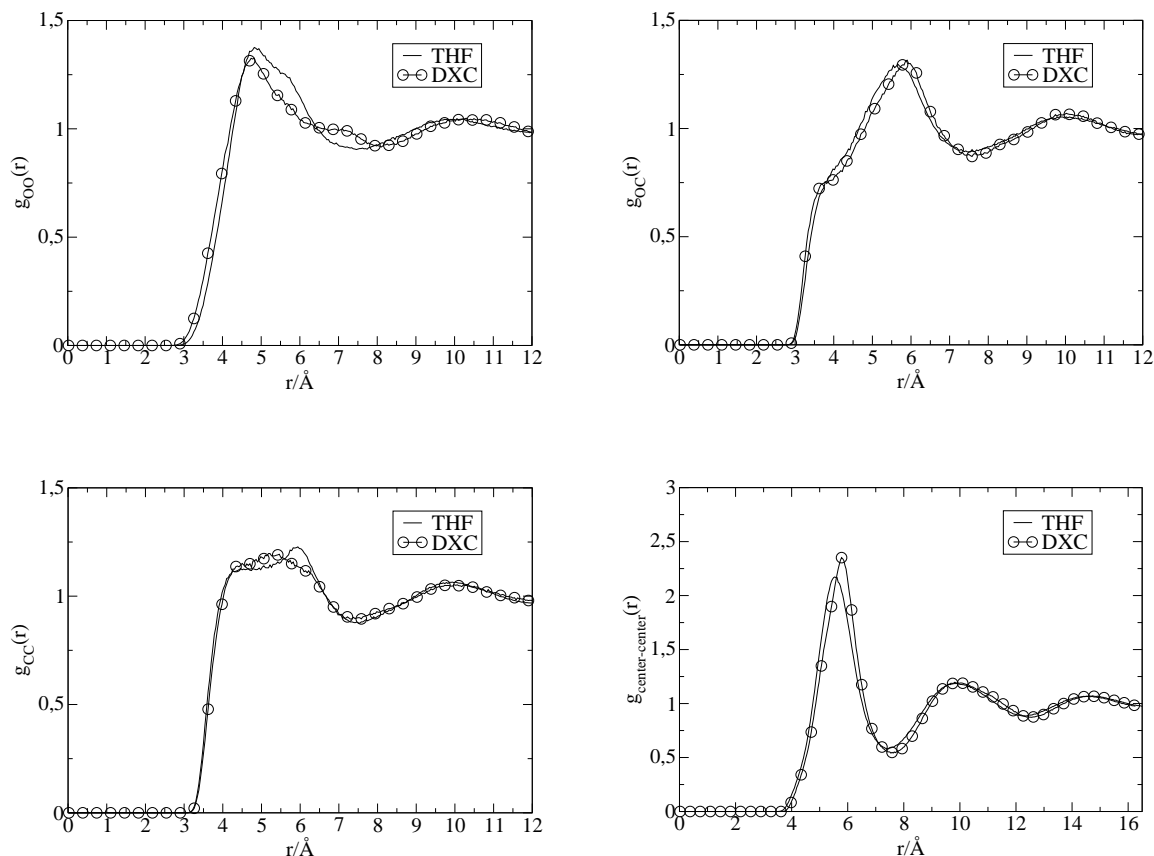 1,5
1
0,5
0
g_OO(r)
THF
DXC
0 1 2 3 4 5 6 7 8 9 10 11 12
r/Å
1,5
1
0,5
0
g_OC(r)
THF
DXC
0 1 2 3 4 5 6 7 8 9 10 11 12
r/Å
1,5
1
0,5
0
g_CC(r)
THF
DXC
0 1 2 3 4 5 6 7 8 9 10 11 12
r/Å
3
2,5
2
1,5
1
0,5
0
g_center-center(r)
THF
DXC
0 2 4 6 8 10 12 14 16
r/Å